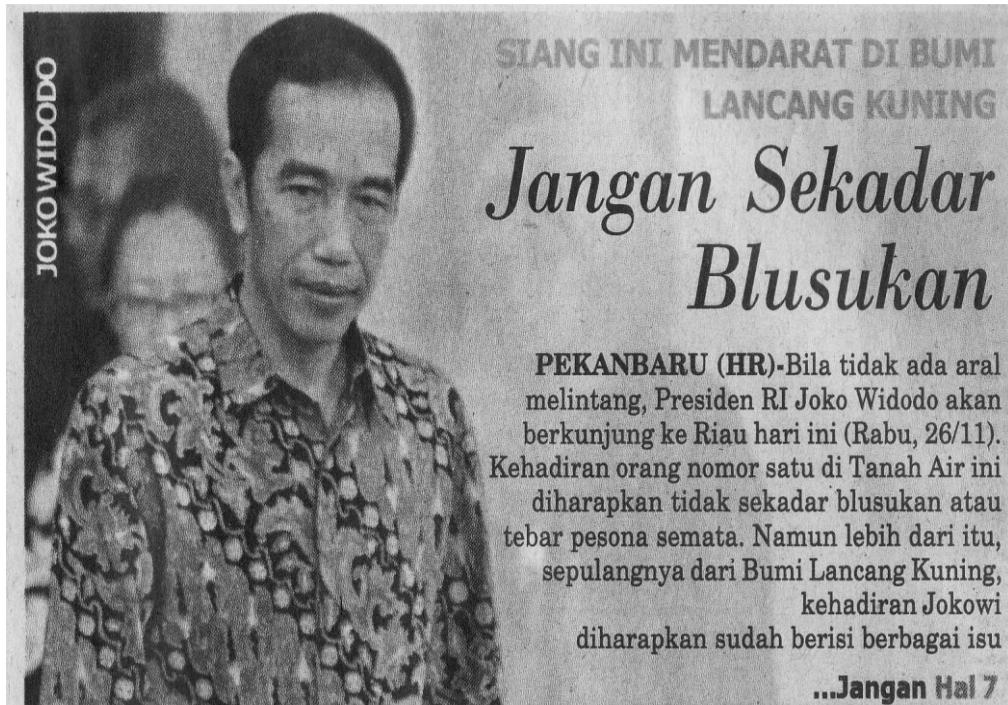 JOKO WIDODO
SIANG INI MENDARAT DI BUMI
LANCANG KUNING
Jangan Sekadar
Blusukan
PEKANBARU (HR)-Bila tidak ada aral
melintang, Presiden RI Joko Widodo akan
berkunjung ke Riau hari ini (Rabu, 26/11).
Kehadiran orang nomor satu di Tanah Air ini
diharapkan tidak sekadar blusukan atau
tebar pesona semata. Namun lebih dari itu,
sepulangnya dari Bumi Lancang Kuning,
kehadiran Jokowi
diharapkan sudah berisi berbagai isu
...Jangan Hal 7